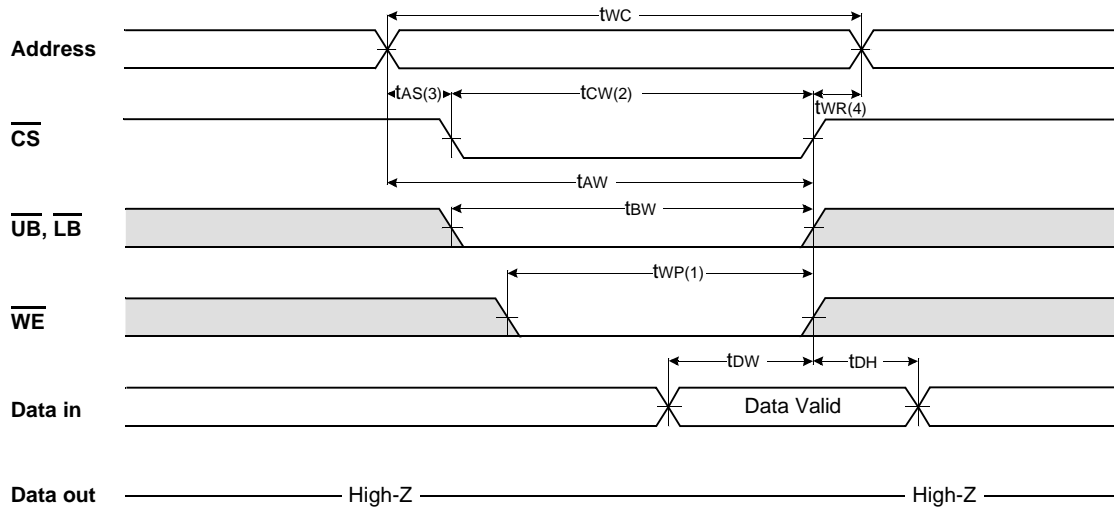 tWC
Address
tAS(3) tCW(2) tWR(4)
CS
tAW
UB, LB tBW
tWP(1)
WE
tDW tDH
Data in Data Valid
Data out High-Z High-Z